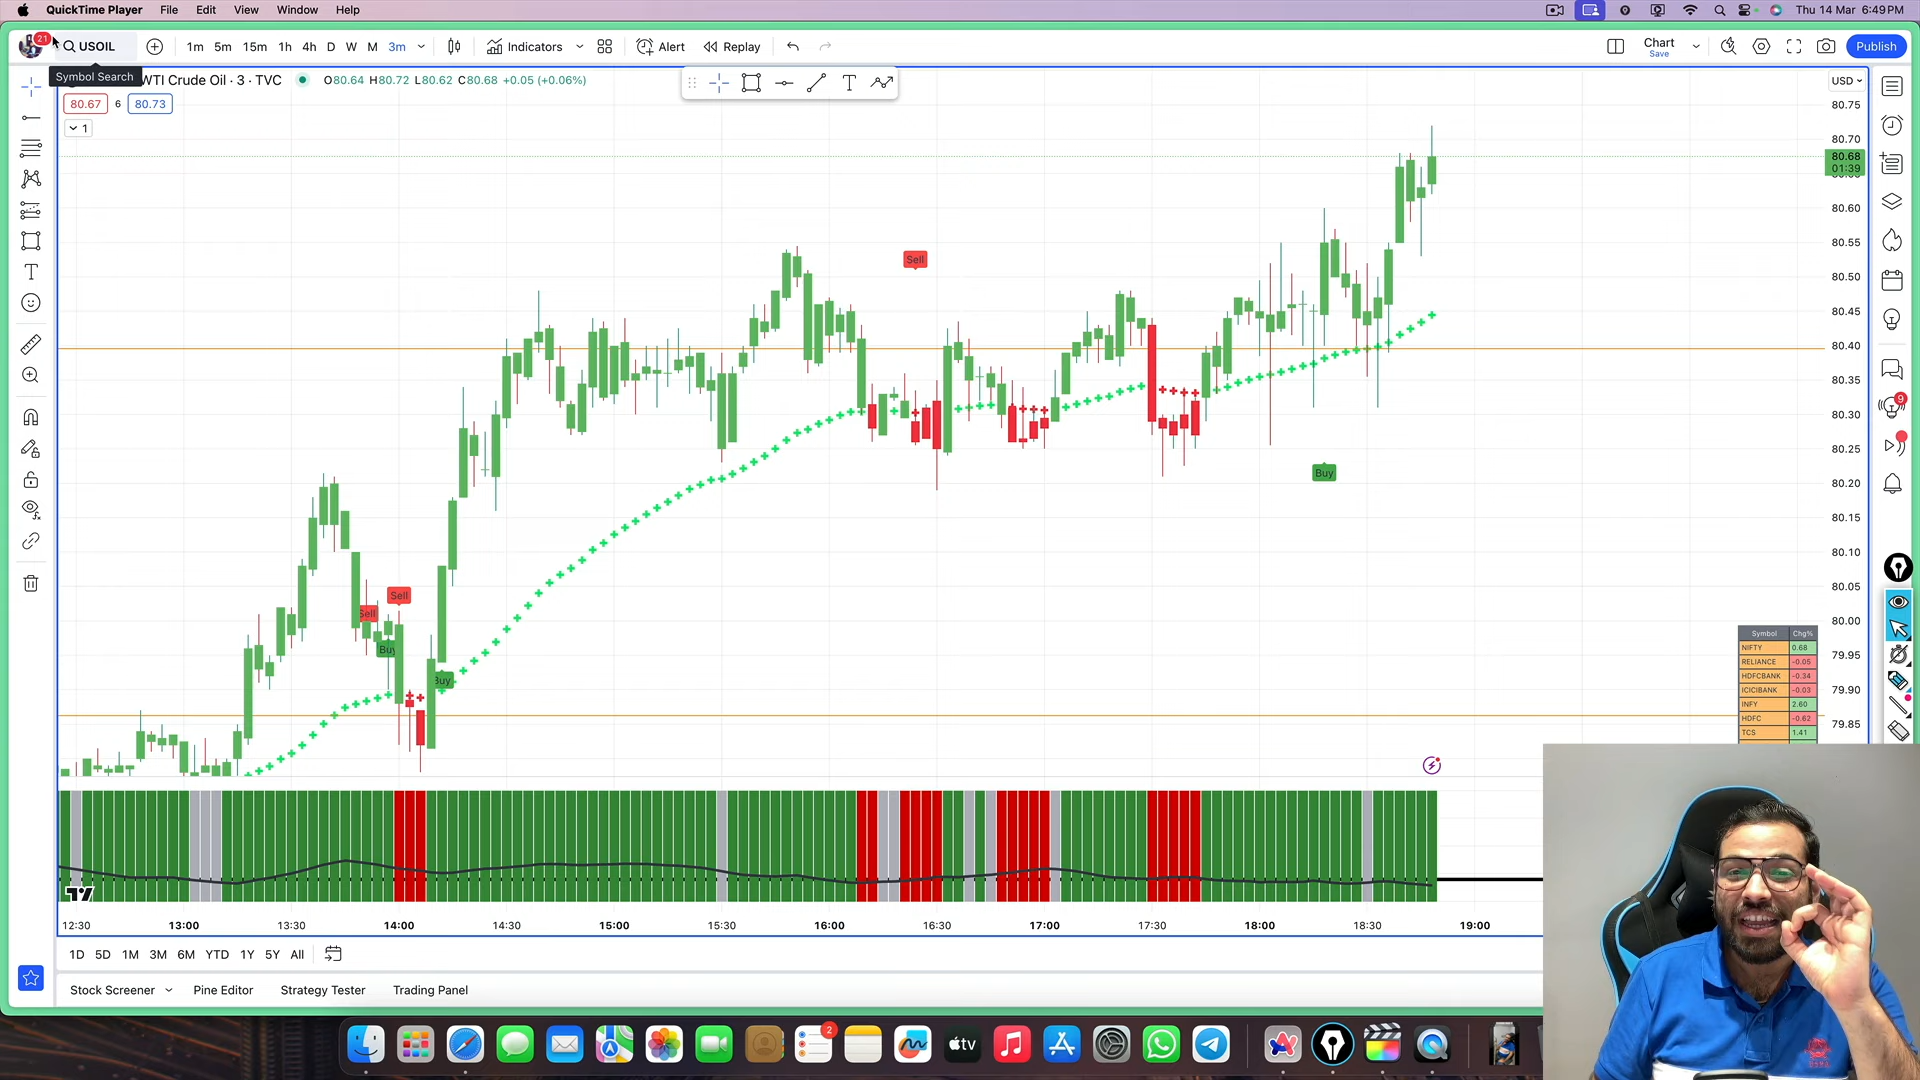 QuickTime Player File Edit View Window Help
Thu 14 Mar 6:49 PM
21
USOIL
1m 5m 15m 1h 4h D W M 3m
Indicators
Alert
Replay
Chart
Save
Publish
Symbol Search
WTI Crude Oil · 3 · TVC
O80.64 H80.72 L80.62 C80.68 +0.05 (+0.06%)
80.67 6 80.73
1
T
USD
80.75
80.70
80.68
01:39
80.60
80.55
80.50
80.45
80.40
80.35
80.30
80.25
80.20
80.15
80.10
80.05
80.00
79.95
79.90
79.85
Sell
Buy
Sell
Sell
Buy
Buy
9
Symbol Chg%
NIFTY 0.68
RELIANCE -0.05
HDFCBANK -0.34
ICICIBANK -0.03
INFY 2.60
HDFC -0.62
TCS 1.41
12:30 13:00 13:30 14:00 14:30 15:00 15:30 16:00 16:30 17:00 17:30 18:00 18:30 19:00
1D 5D 1M 3M 6M YTD 1Y 5Y All
Stock Screener Pine Editor Strategy Tester Trading Panel
2
tv